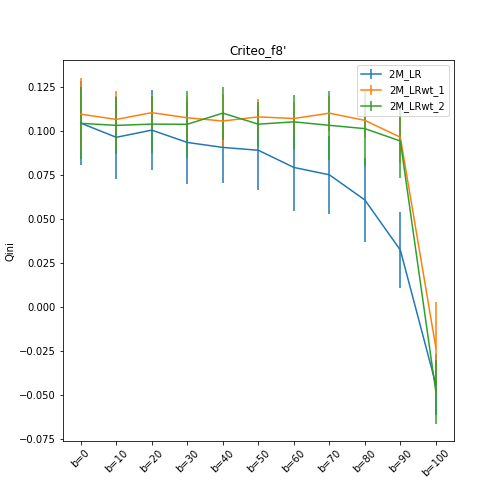 Criteo_f8'
2M_LR
2M_LRwt_1
2M_LRwt_2
0.125
0.100
0.075
0.050
0.025
0.000
−0.025
−0.050
−0.075
Qini
b=0
b=10
b=20
b=30
b=40
b=50
b=60
b=70
b=80
b=90
b=100